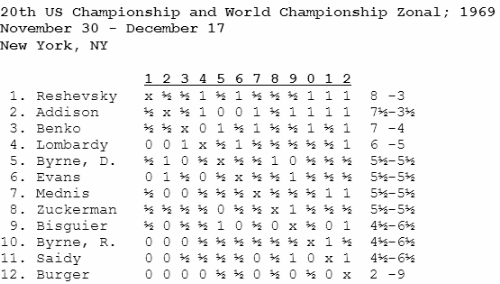 20th US Championship and World Championship Zonal; 1969
November 30 - December 17
New York, NY
1 2 3 4 5 6 7 8 9 0 1 2
1. Reshevsky x ½ ½ 1 ½ 1 ½ ½ ½ 1 1 1 8 -3
2. Addison ½ x ½ 1 0 0 1 ½ 1 1 1 1 7½-3½
3. Benko ½ ½ x 0 1 ½ 1 ½ ½ 1 ½ 1 7 -4
4. Lombardy 0 0 1 x ½ 1 ½ ½ ½ ½ ½ 1 6 -5
5. Byrne, D. ½ 1 0 ½ x ½ ½ 1 0 ½ ½ ½ 5½-5½
6. Evans 0 1 ½ 0 ½ x ½ ½ 1 ½ ½ ½ 5½-5½
7. Mednis ½ 0 0 ½ ½ ½ x ½ ½ ½ 1 1 5½-5½
8. Zuckerman ½ ½ ½ ½ 0 ½ ½ x 1 ½ ½ ½ 5½-5½
9. Bisguier ½ 0 ½ ½ 1 0 ½ 0 x ½ 0 1 4½-6½
10. Byrne, R. 0 0 0 ½ ½ ½ ½ ½ ½ x 1 ½ 4½-6½
11. Saidy 0 0 ½ ½ ½ ½ 0 ½ 1 0 x 1 4½-6½
12. Burger 0 0 0 0 ½ ½ 0 ½ 0 ½ 0 x 2 -9